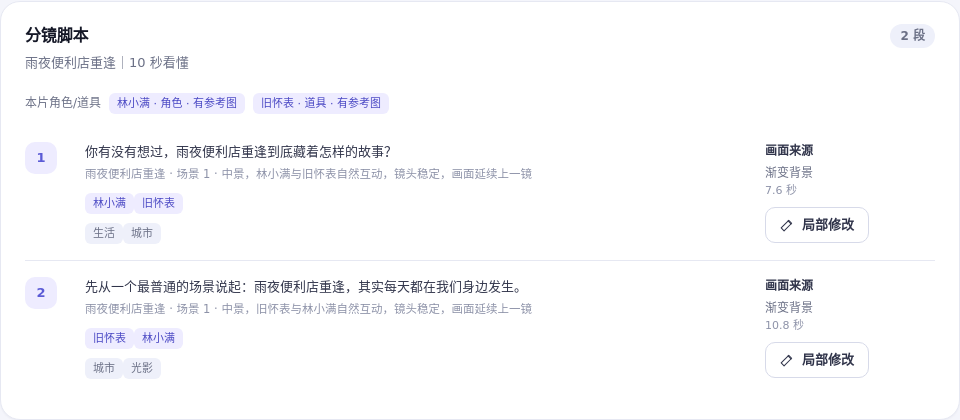 分镜脚本
2 段
雨夜便利店重逢｜10 秒看懂
本片角色/道具 林小满 · 角色 · 有参考图 旧怀表 · 道具 · 有参考图
1
你有没有想过，雨夜便利店重逢到底藏着怎样的故事?
雨夜便利店重逢 · 场景 1 · 中景，林小满与旧怀表自然互动，镜头稳定，画面延续上一镜
林小满 旧怀表
生活 城市
画面来源
渐变背景
7.6 秒
局部修改
2
先从一个最普通的场景说起：雨夜便利店重逢，其实每天都在我们身边发生。
雨夜便利店重逢 · 场景 1 · 中景，旧怀表与林小满自然互动，镜头稳定，画面延续上一镜
旧怀表 林小满
城市 光影
画面来源
渐变背景
10.8 秒
局部修改